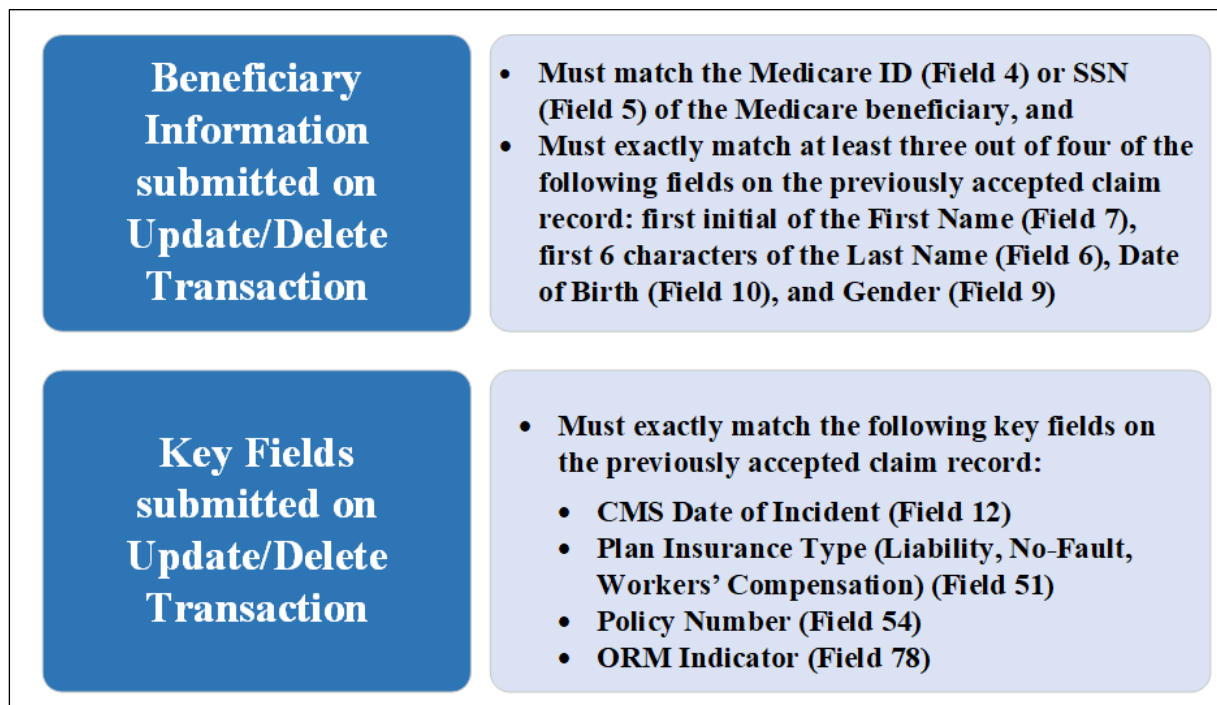 Beneficiary
Information
submitted on
Update/Delete
Transaction
• Must match the Medicare ID (Field 4) or SSN
(Field 5) of the Medicare beneficiary, and
• Must exactly match at least three out of four of the
following fields on the previously accepted claim
record: first initial of the First Name (Field 7),
first 6 characters of the Last Name (Field 6), Date
of Birth (Field 10), and Gender (Field 9)
Key Fields
submitted on
Update/Delete
Transaction
• Must exactly match the following key fields on
the previously accepted claim record:
• CMS Date of Incident (Field 12)
• Plan Insurance Type (Liability, No-Fault,
Workers’ Compensation) (Field 51)
• Policy Number (Field 54)
• ORM Indicator (Field 78)